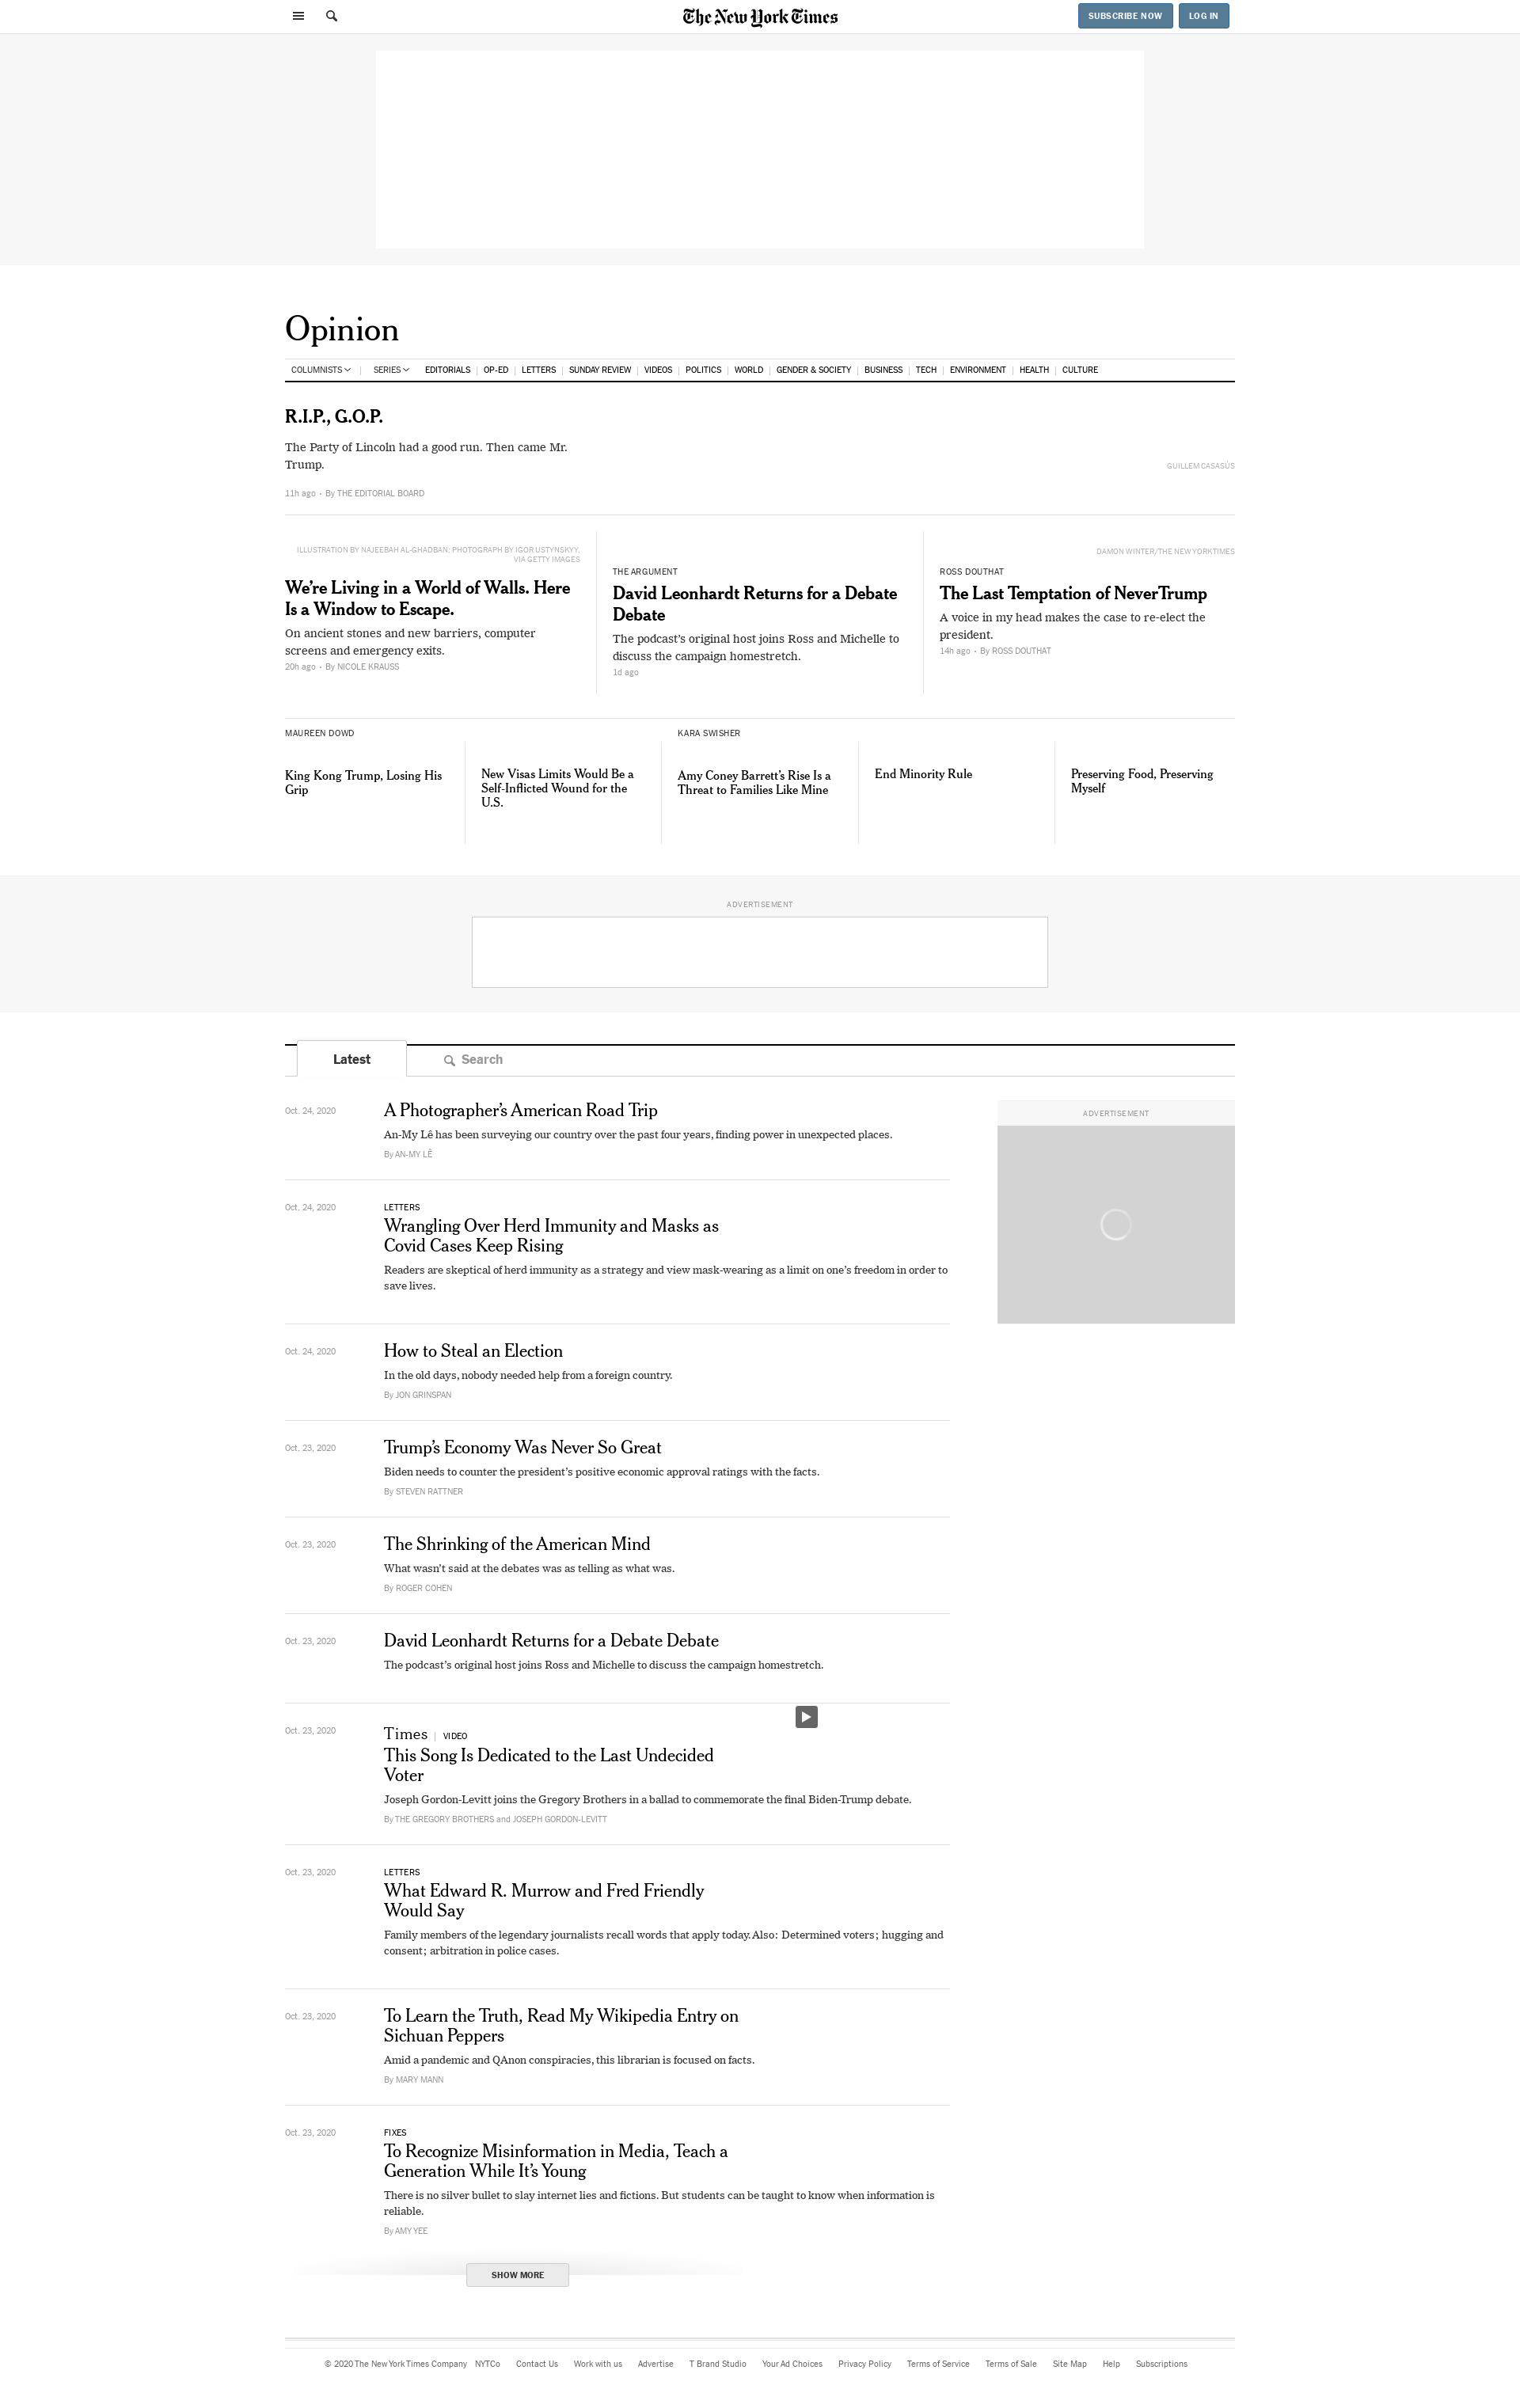 The New York Times
SUBSCRIBE NOW
LOG IN
Opinion
COLUMNISTS
SERIES
EDITORIALS
OP-ED
LETTERS
SUNDAY REVIEW
VIDEOS
POLITICS
WORLD
GENDER & SOCIETY
BUSINESS
TECH
ENVIRONMENT
HEALTH
CULTURE
R.I.P., G.O.P.
The Party of Lincoln had a good run. Then came Mr.
Trump.
GUILLEM CASASÚS
11h ago • By THE EDITORIAL BOARD
ILLUSTRATION BY NAJEEBAH AL-GHADBAN; PHOTOGRAPH BY IGOR USTYNSKYY,
VIA GETTY IMAGES
We’re Living in a World of Walls. Here
Is a Window to Escape.
On ancient stones and new barriers, computer
screens and emergency exits.
20h ago • By NICOLE KRAUSS
THE ARGUMENT
David Leonhardt Returns for a Debate
Debate
The podcast’s original host joins Ross and Michelle to
discuss the campaign homestretch.
1d ago
DAMON WINTER/THE NEW YORK TIMES
ROSS DOUTHAT
The Last Temptation of NeverTrump
A voice in my head makes the case to re-elect the
president.
14h ago • By ROSS DOUTHAT
MAUREEN DOWD
King Kong Trump, Losing His
Grip
New Visas Limits Would Be a
Self-Inflicted Wound for the
U.S.
KARA SWISHER
Amy Coney Barrett’s Rise Is a
Threat to Families Like Mine
End Minority Rule
Preserving Food, Preserving
Myself
ADVERTISEMENT
Latest
Search
ADVERTISEMENT
Oct. 24, 2020
A Photographer’s American Road Trip
An-My Lê has been surveying our country over the past four years, finding power in unexpected places.
By AN-MY LÊ
Oct. 24, 2020
LETTERS
Wrangling Over Herd Immunity and Masks as
Covid Cases Keep Rising
Readers are skeptical of herd immunity as a strategy and view mask-wearing as a limit on one’s freedom in order to
save lives.
Oct. 24, 2020
How to Steal an Election
In the old days, nobody needed help from a foreign country.
By JON GRINSPAN
Oct. 23, 2020
Trump’s Economy Was Never So Great
Biden needs to counter the president’s positive economic approval ratings with the facts.
By STEVEN RATTNER
Oct. 23, 2020
The Shrinking of the American Mind
What wasn’t said at the debates was as telling as what was.
By ROGER COHEN
Oct. 23, 2020
David Leonhardt Returns for a Debate Debate
The podcast’s original host joins Ross and Michelle to discuss the campaign homestretch.
Oct. 23, 2020
Times | VIDEO
This Song Is Dedicated to the Last Undecided
Voter
Joseph Gordon-Levitt joins the Gregory Brothers in a ballad to commemorate the final Biden-Trump debate.
By THE GREGORY BROTHERS and JOSEPH GORDON-LEVITT
Oct. 23, 2020
LETTERS
What Edward R. Murrow and Fred Friendly
Would Say
Family members of the legendary journalists recall words that apply today. Also: Determined voters; hugging and
consent; arbitration in police cases.
Oct. 23, 2020
To Learn the Truth, Read My Wikipedia Entry on
Sichuan Peppers
Amid a pandemic and QAnon conspiracies, this librarian is focused on facts.
By MARY MANN
Oct. 23, 2020
FIXES
To Recognize Misinformation in Media, Teach a
Generation While It’s Young
There is no silver bullet to slay internet lies and fictions. But students can be taught to know when information is
reliable.
By AMY YEE
SHOW MORE
© 2020 The New York Times Company NYTCo Contact Us Work with us Advertise T Brand Studio Your Ad Choices Privacy Policy Terms of Service Terms of Sale Site Map Help Subscriptions